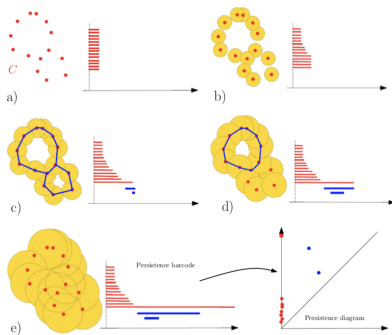 C
a)
b)
c)
d)
Persistence barcode
Persistence diagram
e)